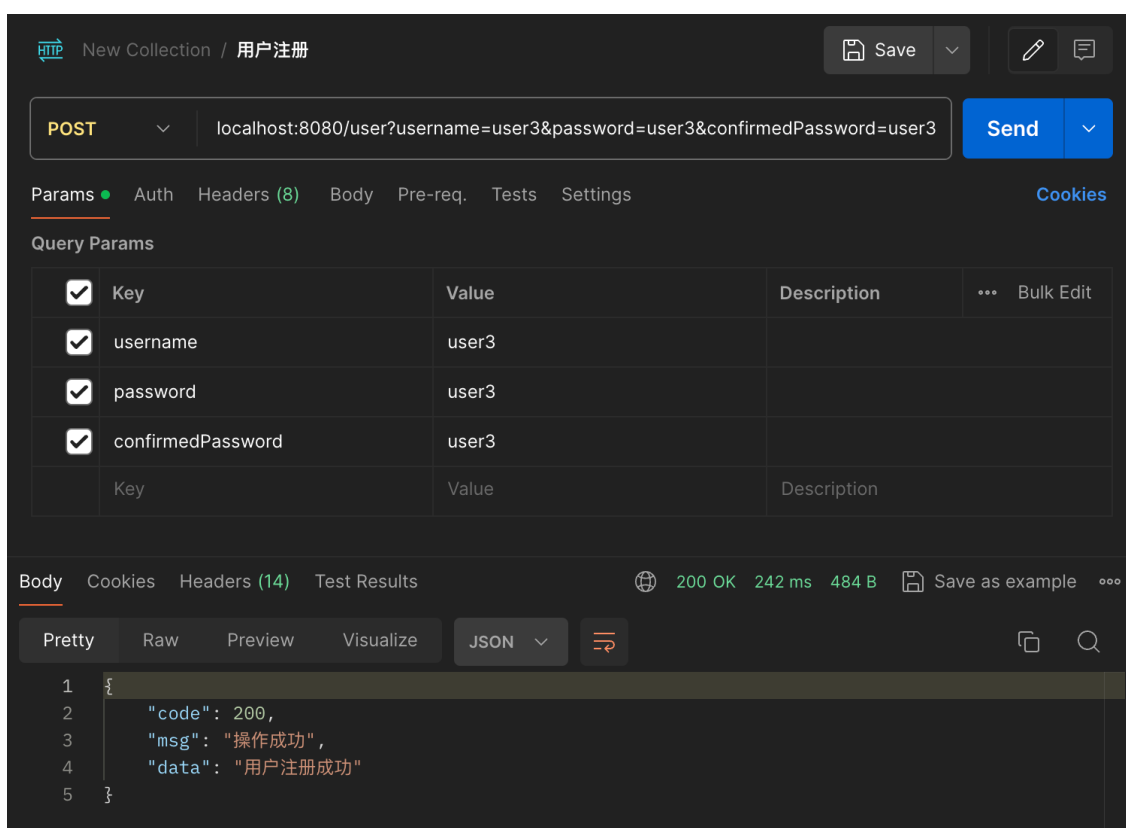 HTTP New Collection / 用户注册 Save
POST localhost:8080/user?username=user3&password=user3&confirmedPassword=user3 Send
Params Auth Headers (8) Body Pre-req. Tests Settings Cookies
Query Params
Key Value Description Bulk Edit
username user3
password user3
confirmedPassword user3
Key Value Description
Body Cookies Headers (14) Test Results 200 OK 242 ms 484 B Save as example
Pretty Raw Preview Visualize JSON
1 {
2 "code": 200,
3 "msg": "操作成功",
4 "data": "用户注册成功"
5 }